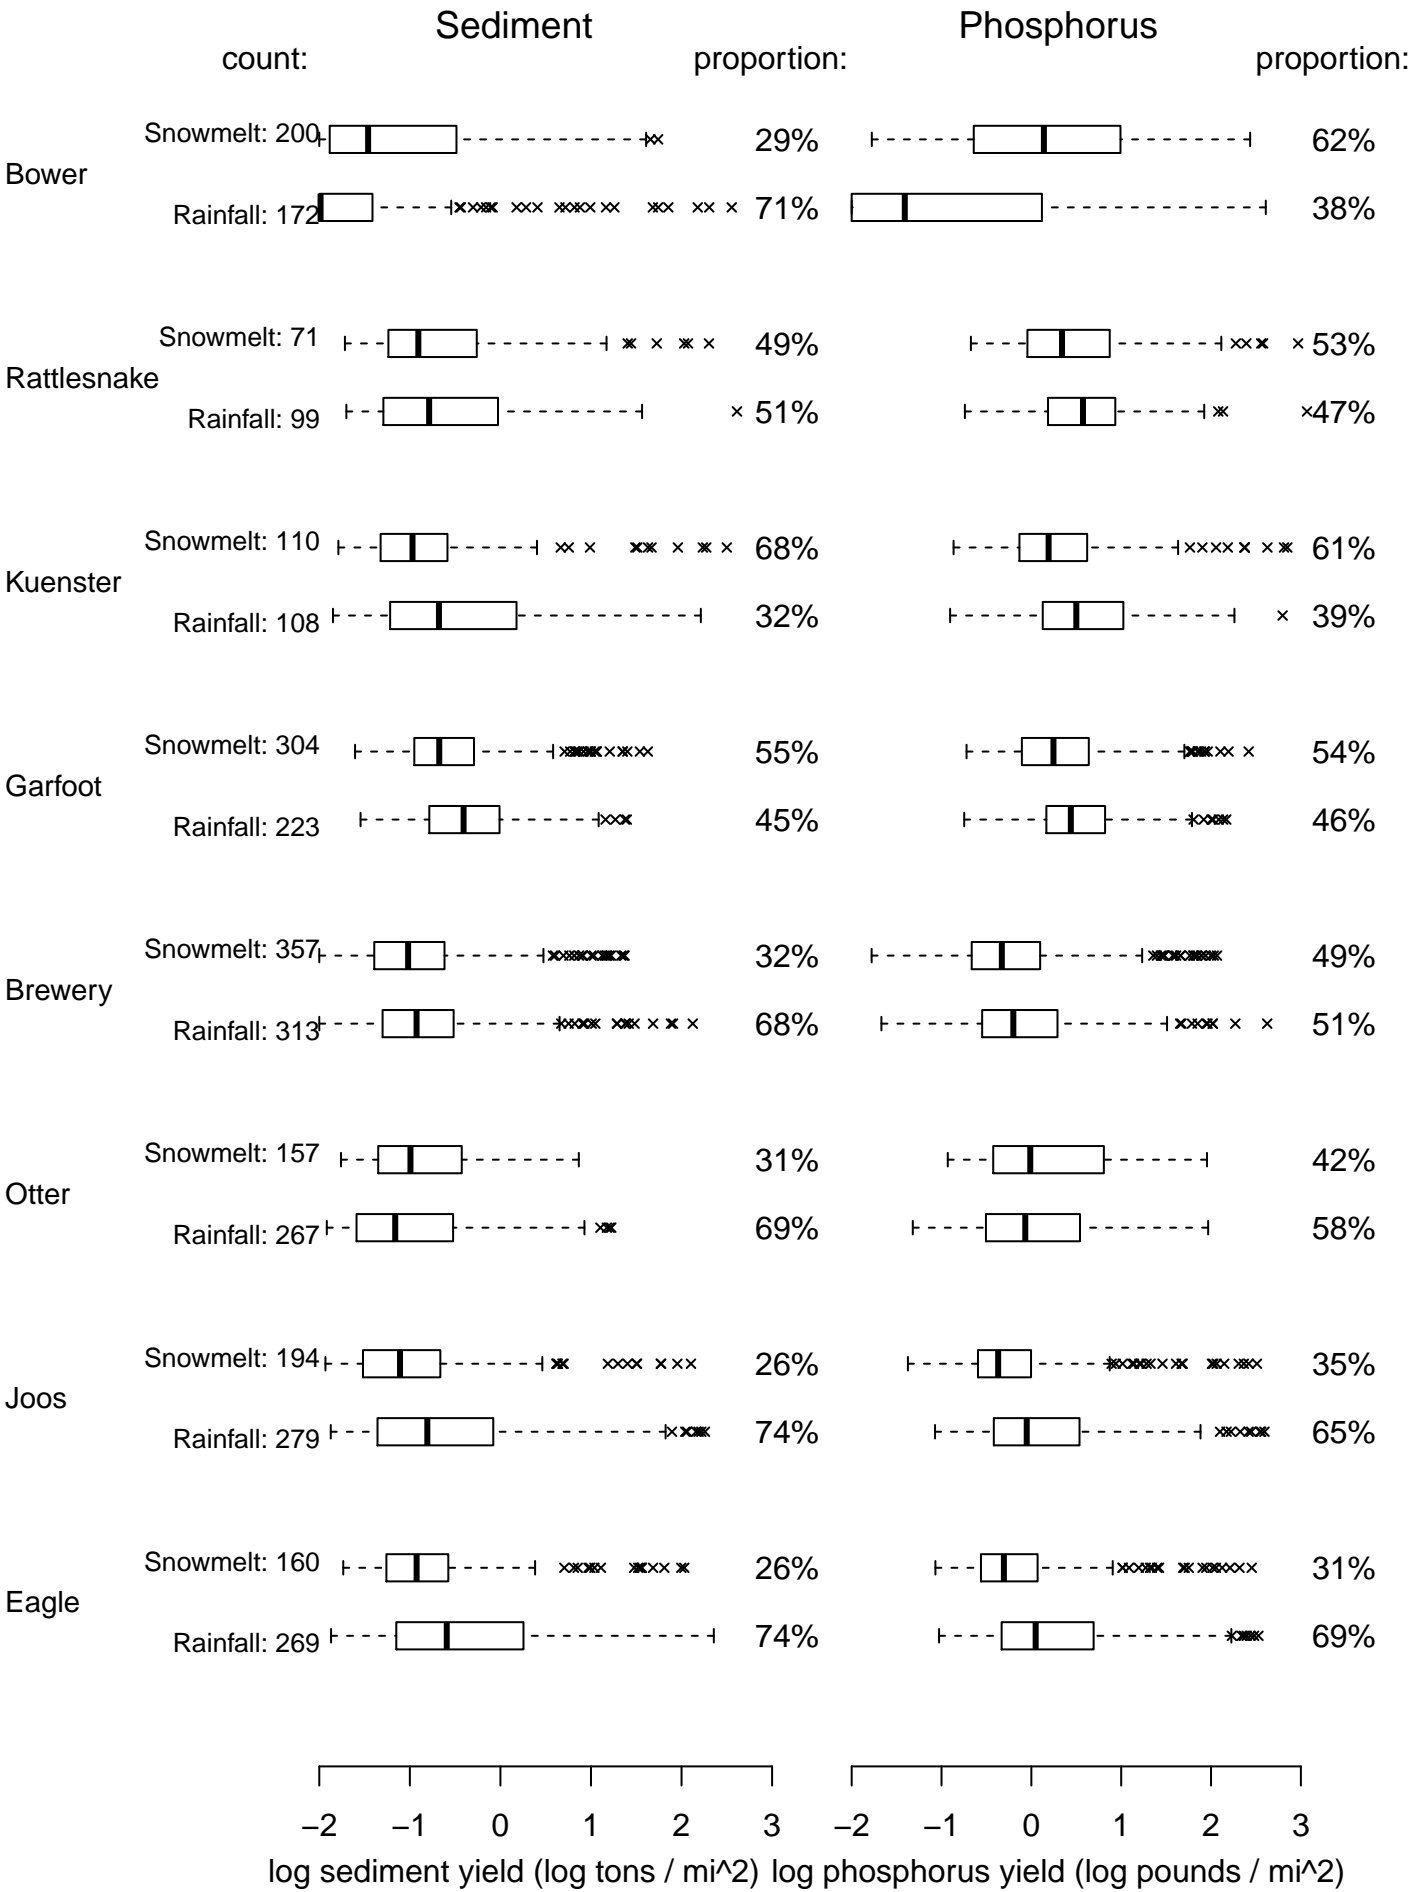 Sediment Phosphorus
count: proportion: proportion:
Snowmelt: 200 29% 62%
Bower
Rainfall: 172 71% 38%
Snowmelt: 71 49% 53%
Rattlesnake
Rainfall: 99 51% 47%
Snowmelt: 110 68% 61%
Kuenster
Rainfall: 108 32% 39%
Snowmelt: 304 55% 54%
Garfoot
Rainfall: 223 45% 46%
Snowmelt: 357 32% 49%
Brewery
Rainfall: 313 68% 51%
Snowmelt: 157 31% 42%
Otter
Rainfall: 267 69% 58%
Snowmelt: 194 26% 35%
Joos
Rainfall: 279 74% 65%
Snowmelt: 160 26% 31%
Eagle
Rainfall: 269 74% 69%
−2 −1 0 1 2 3 −2 −1 0 1 2 3
log sediment yield (log tons / mi^2) log phosphorus yield (log pounds / mi^2)